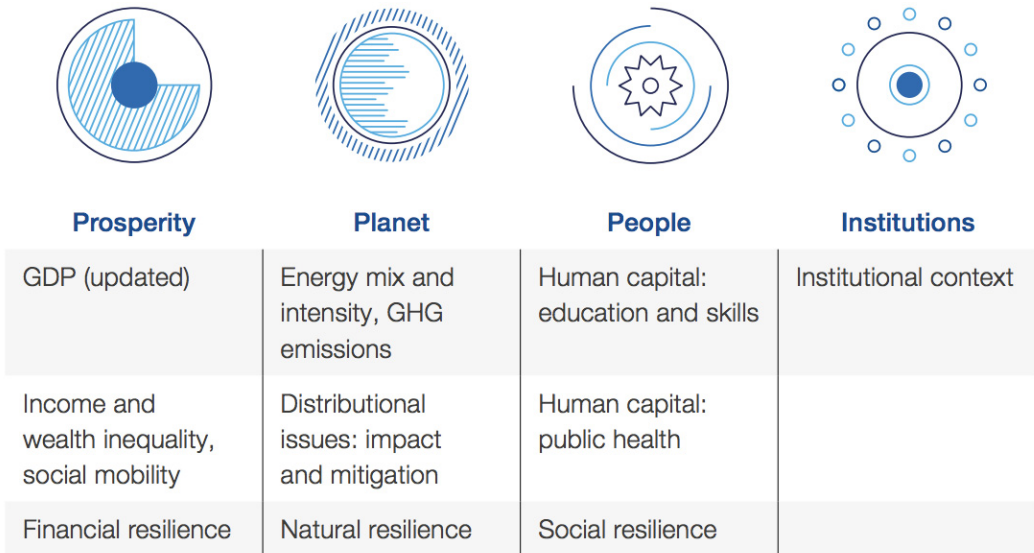 Prosperity
Planet
People
Institutions
GDP (updated)
Energy mix and
intensity, GHG
emissions
Human capital:
education and skills
Institutional context
Income and
wealth inequality,
social mobility
Distributional
issues: impact
and mitigation
Human capital:
public health
Financial resilience
Natural resilience
Social resilience